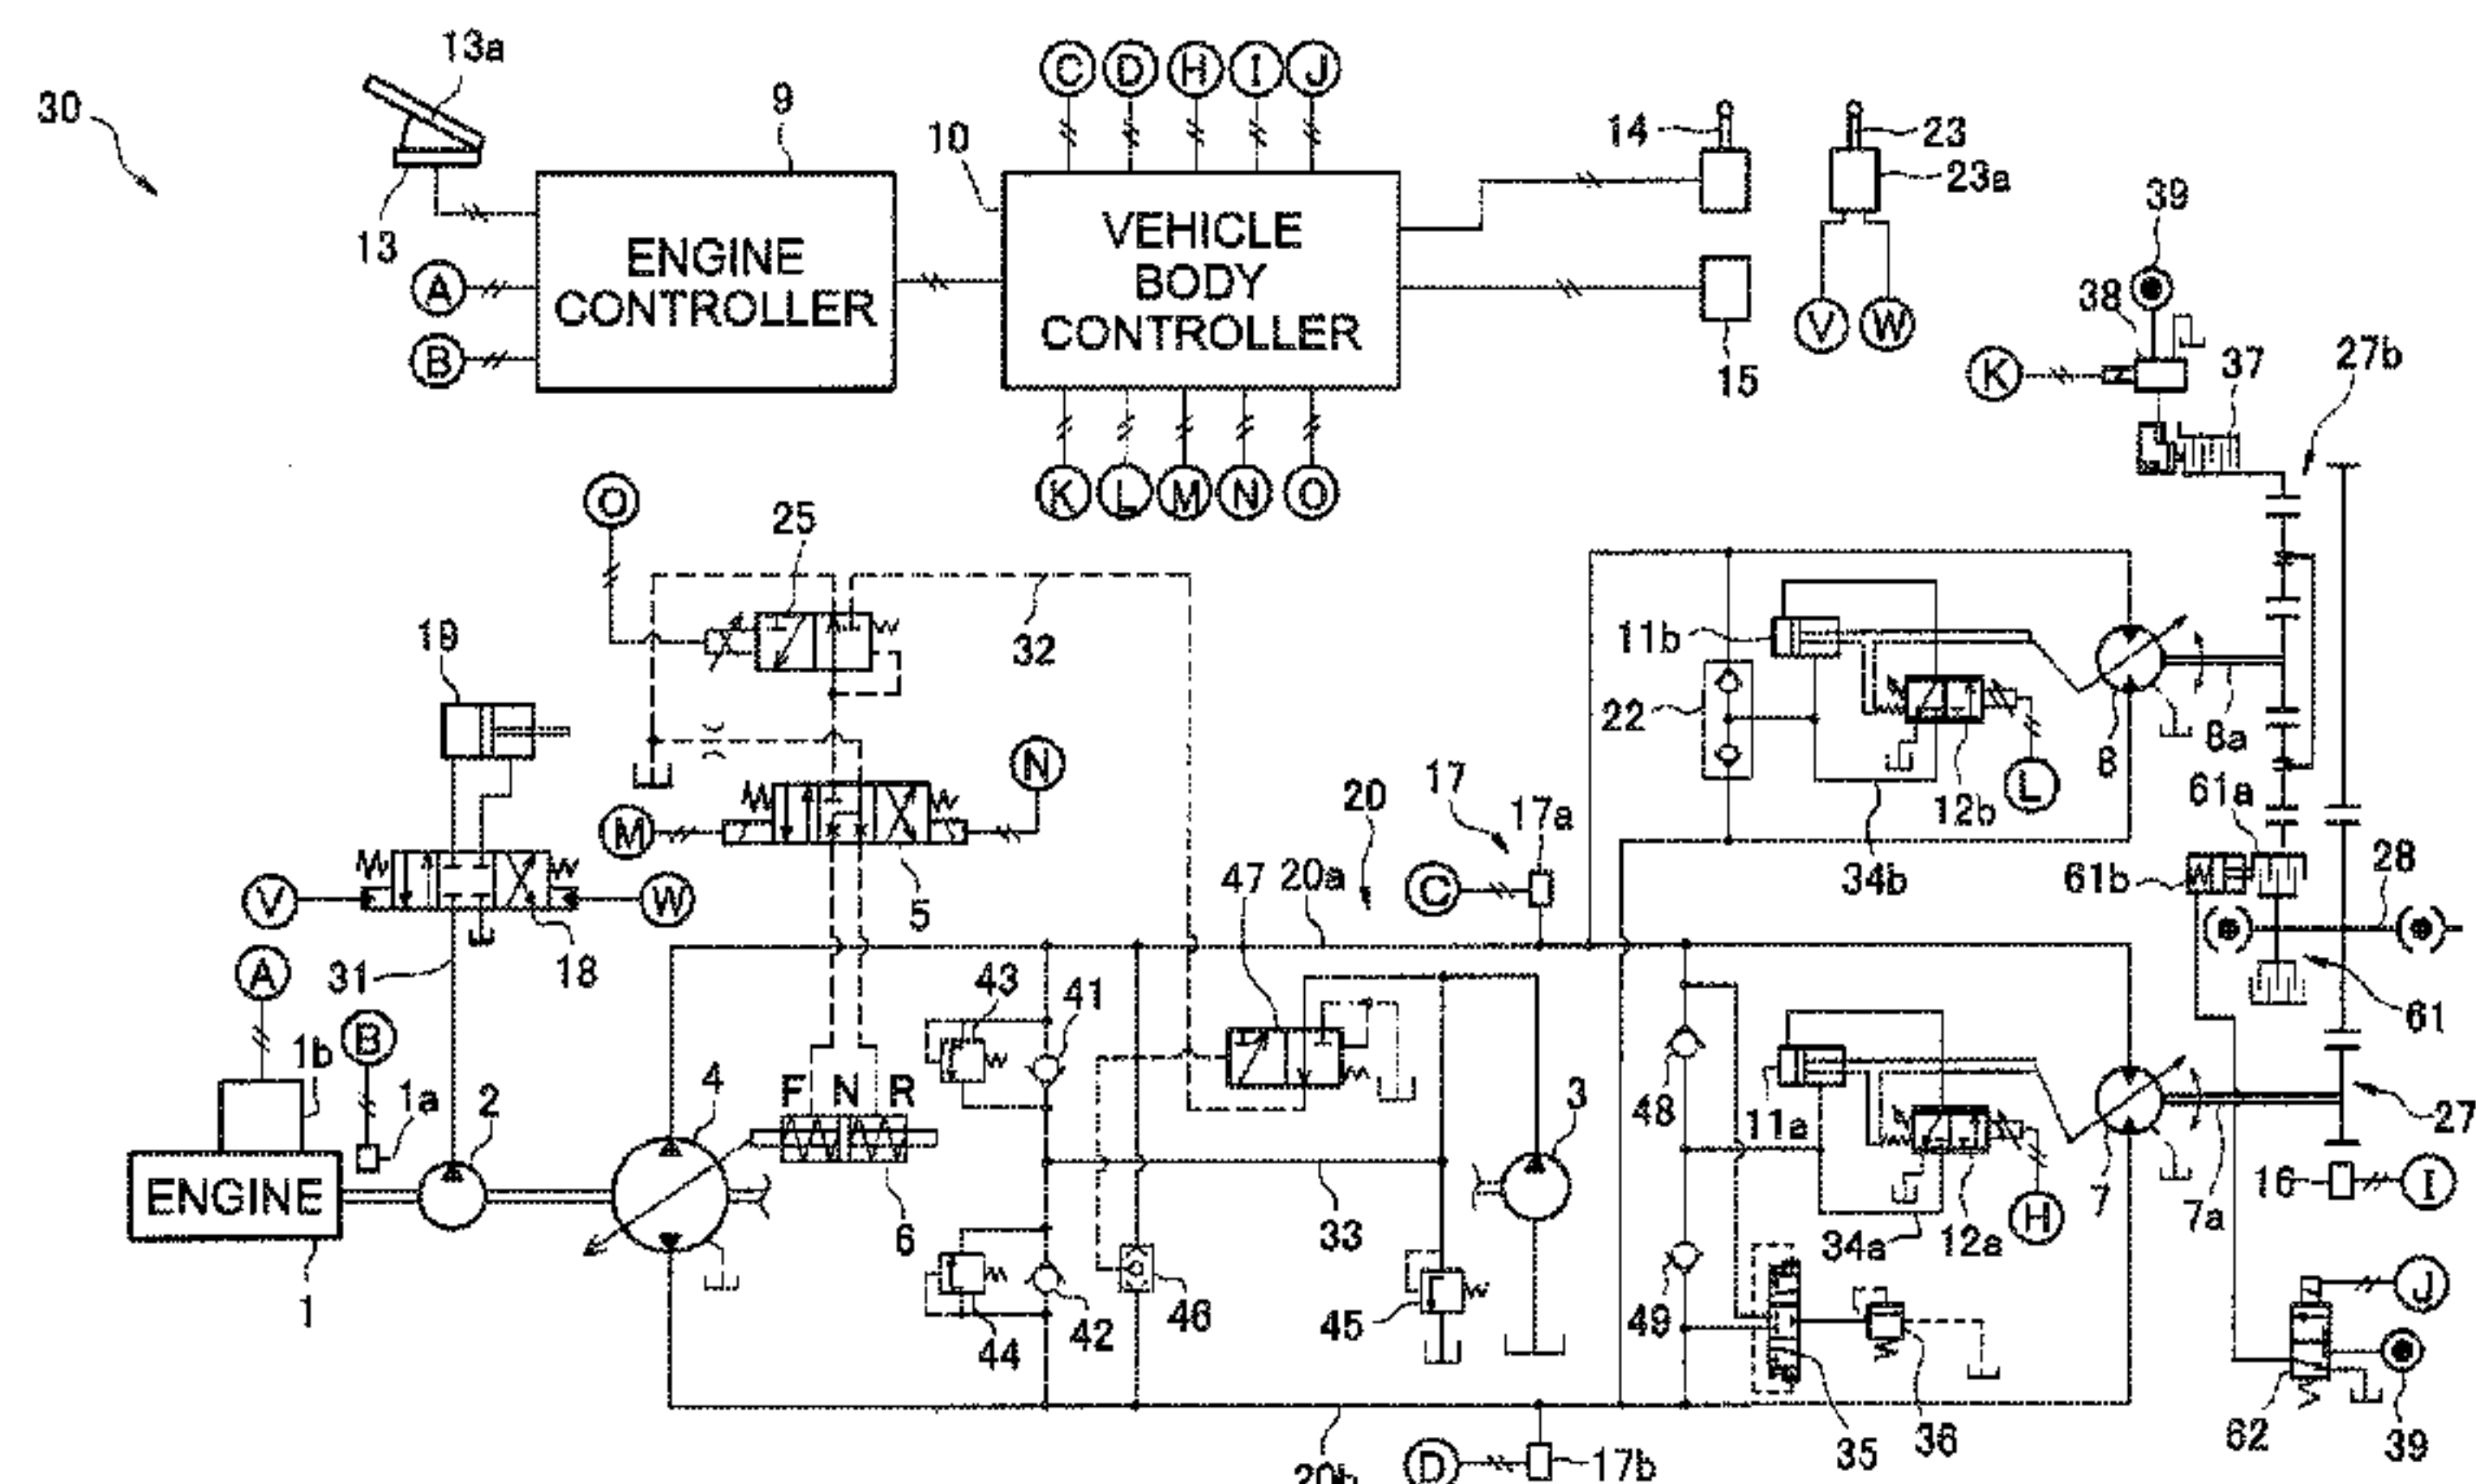 13a
30
9
C D H I J
10
14
23
23a
39
13
ENGINE
CONTROLLER
VEHICLE
BODY
CONTROLLER
A
B
V W
15
38
K
37
27b
K L M N O
O
25
32
19
11b
22
8
8a
L
12b
34b
N
M
5
20
17
17a
C
61a
61b
28
V
W
18
31
20a
47
61
A
B
1b
1a
2
4
F N R
43
41
3
48
11a
27
ENGINE
6
33
7
7a
16
I
H
34a
12a
1
44
42
46
45
49
J
35
36
62
39
20b
D
17b